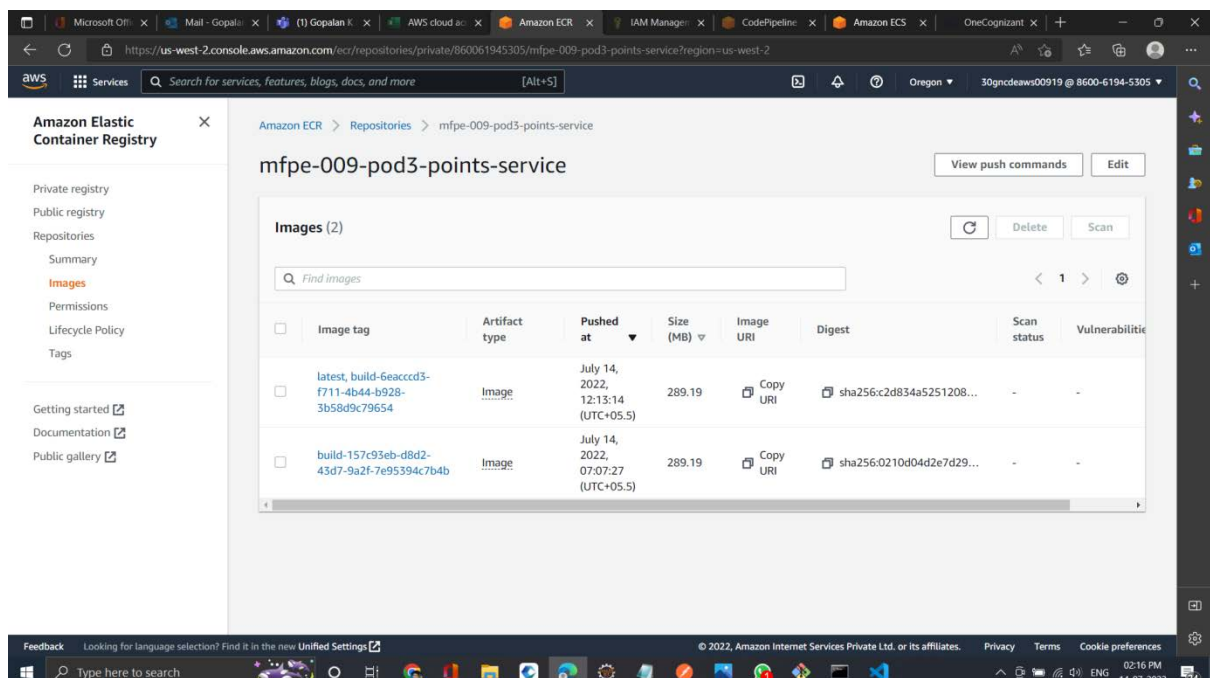 Microsoft Offi
Mail - Gopala
(1) Gopalan K
AWS cloud ac
Amazon ECR
IAM Managen
CodePipeline
Amazon ECS
OneCognizant
https://us-west-2.console.aws.amazon.com/ecr/repositories/private/860061945305/mfpe-009-pod3-points-service?region=us-west-2
aws
Services
Search for services, features, blogs, docs, and more [Alt+S]
Oregon ▼
30gncdeaws00919 @ 8600-6194-5305 ▼
Amazon Elastic
Container Registry
Private registry
Public registry
Repositories
Summary
Images
Permissions
Lifecycle Policy
Tags
Getting started
Documentation
Public gallery
Amazon ECR > Repositories > mfpe-009-pod3-points-service
mfpe-009-pod3-points-service
View push commands
Edit
Images (2)
Delete
Scan
Find images
< 1 >
Image tag
Artifact
type
Pushed
at
Size
(MB)
Image
URI
Digest
Scan
status
Vulnerabilitie
latest, build-6eacccd3-
f711-4b44-b928-
3b58d9c79654
Image
July 14,
2022,
12:13:14
(UTC+05.5)
289.19
Copy
URI
sha256:c2d834a5251208...
-
-
build-157c93eb-d8d2-
43d7-9a2f-7e95394c7b4b
Image
July 14,
2022,
07:07:27
(UTC+05.5)
289.19
Copy
URI
sha256:0210d04d2e7d29...
-
-
Feedback
Looking for language selection? Find it in the new Unified Settings
© 2022, Amazon Internet Services Private Ltd. or its affiliates.
Privacy
Terms
Cookie preferences
Type here to search
ENG
02:16 PM